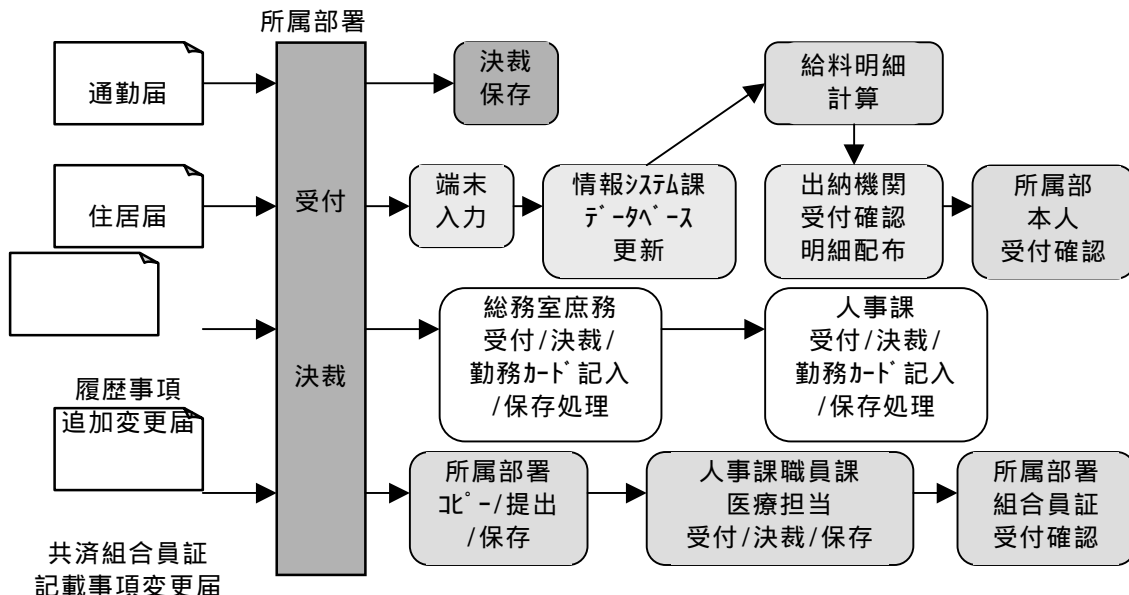 所属部署
通勤届
決裁
保存
給料明細
計算
住居届
受付
端末
入力
情報ｼｽﾃﾑ課
ﾃﾞｰﾀﾍﾞｰｽ
更新
出納機関
受付確認
明細配布
所属部
本人
受付確認
履歴事項
追加変更届
決裁
総務室庶務
受付/決裁/
勤務ｶｰﾄﾞ記入
/保存処理
人事課
受付/決裁/
勤務ｶｰﾄﾞ記入
/保存処理
共済組合員証
記載事項変更届
所属部署
ｺﾋﾟｰ/提出
/保存
人事課職員課
医療担当
受付/決裁/保存
所属部署
組合員証
受付確認